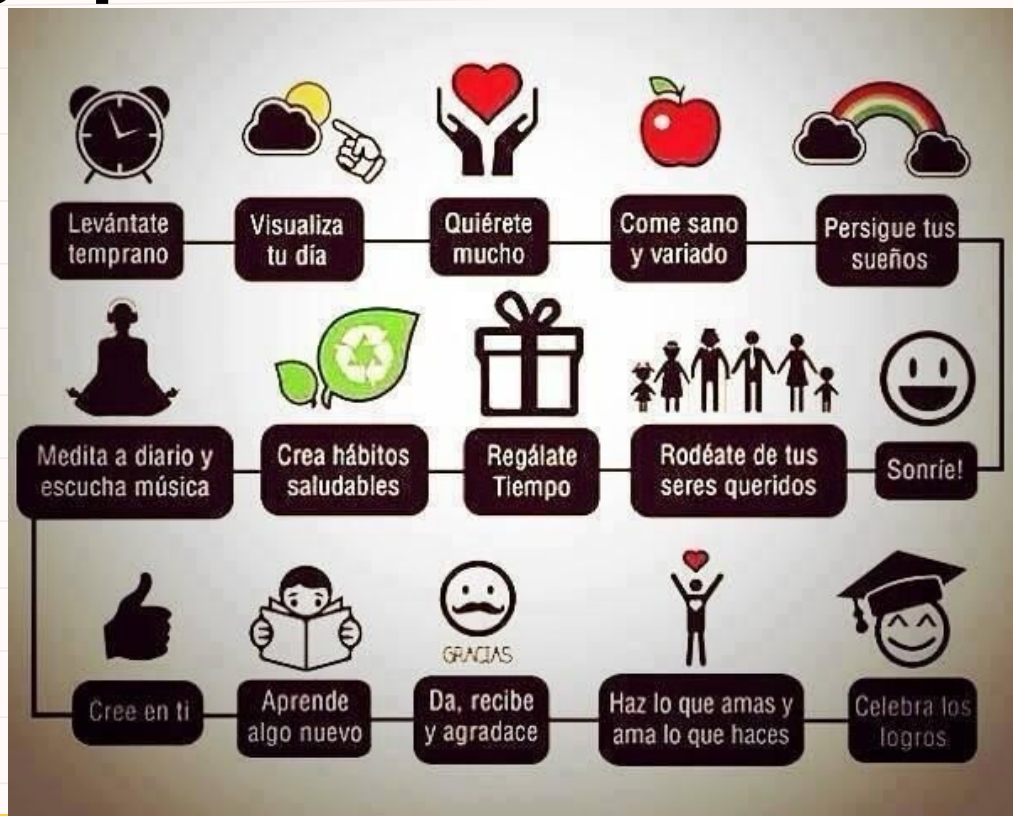 Levántate
temprano
Visualiza
tu día
Quiérete
mucho
Come sano
y variado
Persigue tus
sueños
Sonríe!
Rodéate de tus
seres queridos
Regálate
Tiempo
Crea hábitos
saludables
Medita a diario y
escucha música
Cree en ti
Aprende
algo nuevo
GRACIAS
Da, recibe
y agradace
Haz lo que amas y
ama lo que haces
Celebra los
logros